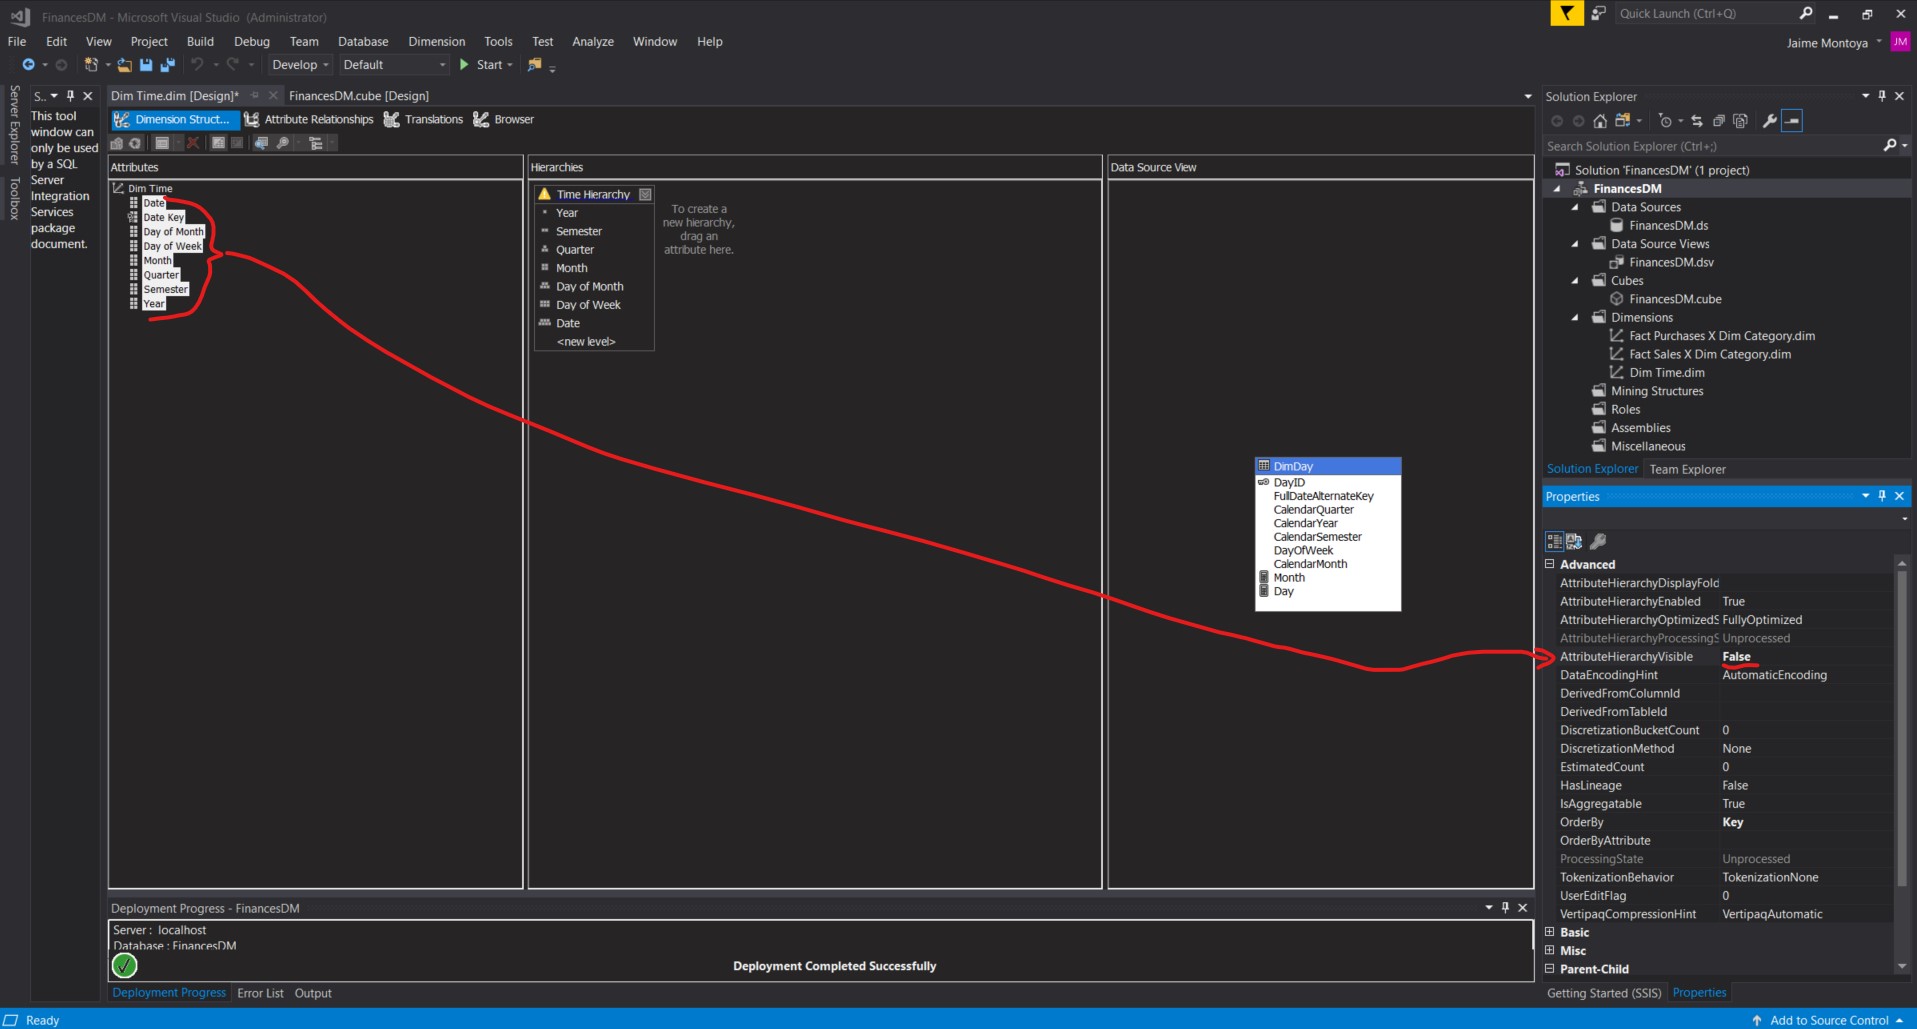 FinancesDM - Microsoft Visual Studio (Administrator)
Quick Launch (Ctrl+Q)
File Edit View Project Build Debug Team Database Dimension Tools Test Analyze Window Help
Jaime Montoya JM
Develop Default Start
Server Explorer
Toolbox
S..
This tool
window can
only be used
by a SQL
Server
Integration
Services
package
document.
Dim Time.dim [Design]* FinancesDM.cube [Design]
Dimension Struct... Attribute Relationships Translations Browser
Attributes
Dim Time
Date
Date Key
Day of Month
Day of Week
Month
Quarter
Semester
Year
Hierarchies
Time Hierarchy
Year
Semester
Quarter
Month
Day of Month
Day of Week
Date
<new level>
To create a
new hierarchy,
drag an
attribute here.
Data Source View
DimDay
DayID
FullDateAlternateKey
CalendarQuarter
CalendarYear
CalendarSemester
DayOfWeek
CalendarMonth
Month
Day
Deployment Progress - FinancesDM
Server : localhost
Database : FinancesDM
Deployment Completed Successfully
Deployment Progress Error List Output
Solution Explorer
Search Solution Explorer (Ctrl+;)
Solution 'FinancesDM' (1 project)
FinancesDM
Data Sources
FinancesDM.ds
Data Source Views
FinancesDM.dsv
Cubes
FinancesDM.cube
Dimensions
Fact Purchases X Dim Category.dim
Fact Sales X Dim Category.dim
Dim Time.dim
Mining Structures
Roles
Assemblies
Miscellaneous
Solution Explorer Team Explorer
Properties
Advanced
AttributeHierarchyDisplayFold
AttributeHierarchyEnabled True
AttributeHierarchyOptimizedS FullyOptimized
AttributeHierarchyProcessingS Unprocessed
AttributeHierarchyVisible False
DataEncodingHint AutomaticEncoding
DerivedFromColumnId
DerivedFromTableId
DiscretizationBucketCount 0
DiscretizationMethod None
EstimatedCount 0
HasLineage False
IsAggregatable True
OrderBy Key
OrderByAttribute
ProcessingState Unprocessed
TokenizationBehavior TokenizationNone
UserEditFlag 0
VertipaqCompressionHint VertipaqAutomatic
Basic
Misc
Parent-Child
Getting Started (SSIS) Properties
Ready
Add to Source Control